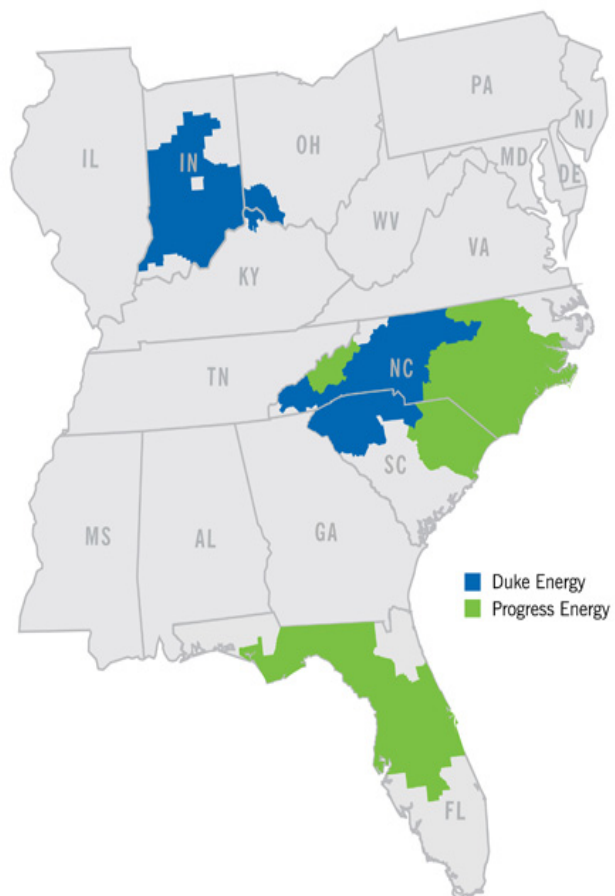 PA
NJ
OH
IL
IN
MD
DE
WV
VA
KY
NC
TN
SC
MS
AL
GA
Duke Energy
Progress Energy
FL